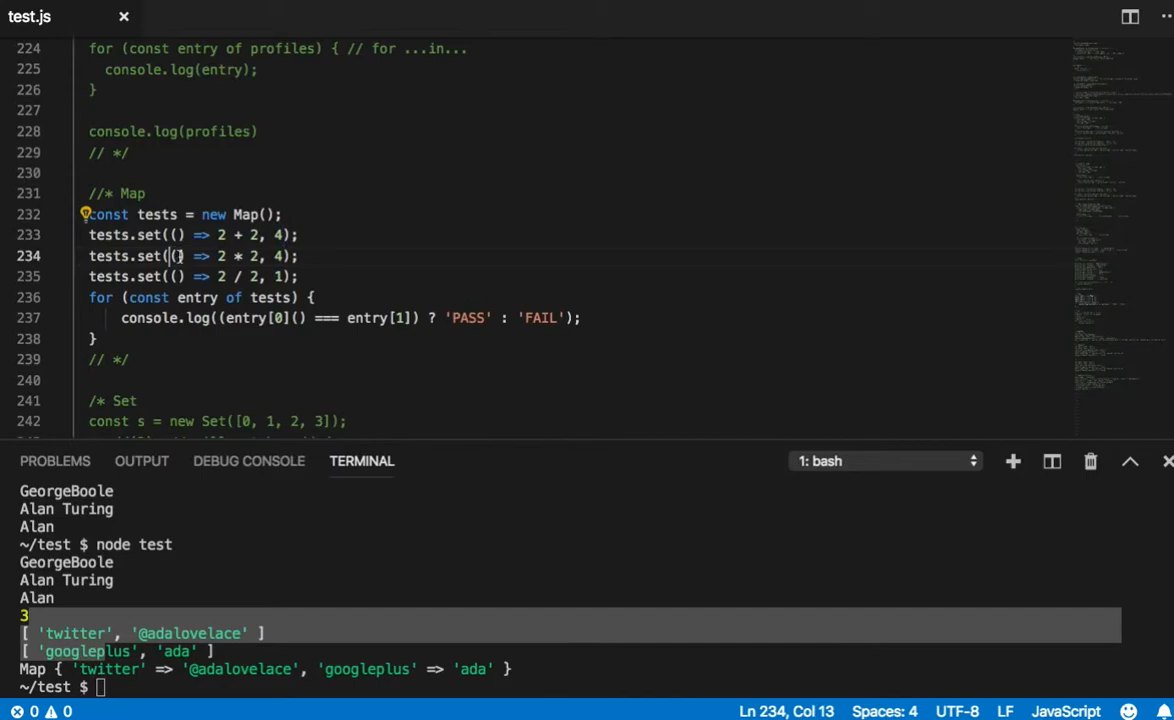 test.js
224 for (const entry of profiles) { // for ...in...
225 console.log(entry);
226 }
227
228 console.log(profiles)
229 // */
230
231 //* Map
232 const tests = new Map();
233 tests.set(() => 2 + 2, 4);
234 tests.set(() => 2 * 2, 4);
235 tests.set(() => 2 / 2, 1);
236 for (const entry of tests) {
237 console.log((entry[0]() === entry[1]) ? 'PASS' : 'FAIL');
238 }
239 // */
240
241 /* Set
242 const s = new Set([0, 1, 2, 3]);
PROBLEMS OUTPUT DEBUG CONSOLE TERMINAL 1: bash
GeorgeBoole
Alan Turing
Alan
~/test $ node test
GeorgeBoole
Alan Turing
Alan
3
[ 'twitter', '@adalovelace' ]
[ 'googleplus', 'ada' ]
Map { 'twitter' => '@adalovelace', 'googleplus' => 'ada' }
~/test $
0 0 Ln 234, Col 13 Spaces: 4 UTF-8 LF JavaScript